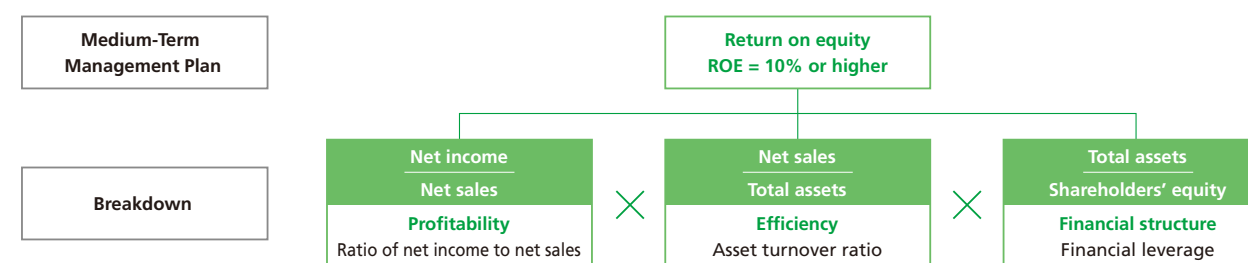 Medium-Term
Management Plan
Return on equity
ROE = 10% or higher
Breakdown
Net income
Net sales
Profitability
Ratio of net income to net sales
×
Net sales
Total assets
Efficiency
Asset turnover ratio
×
Total assets
Shareholders’ equity
Financial structure
Financial leverage